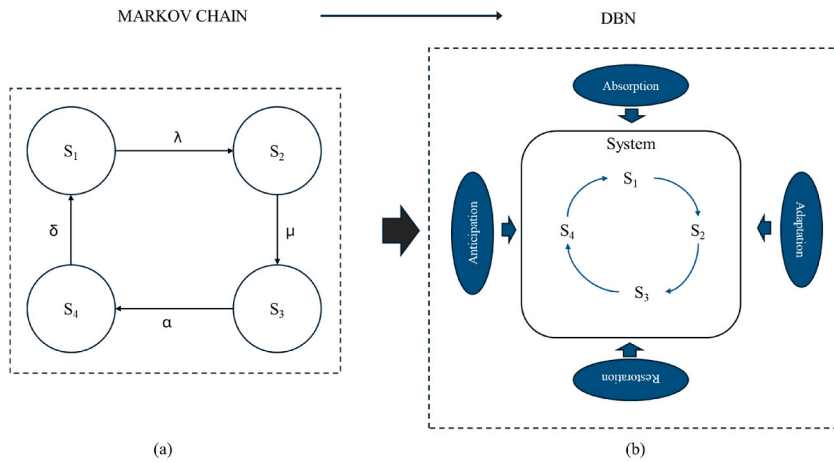 MARKOV CHAIN
DBN
S₁
λ
S₂
δ
μ
S₄
α
S₃
Absorption
System
S₁
Anticipation
S₄
S₂
Adaptation
S₃
Restoration
(a)
(b)